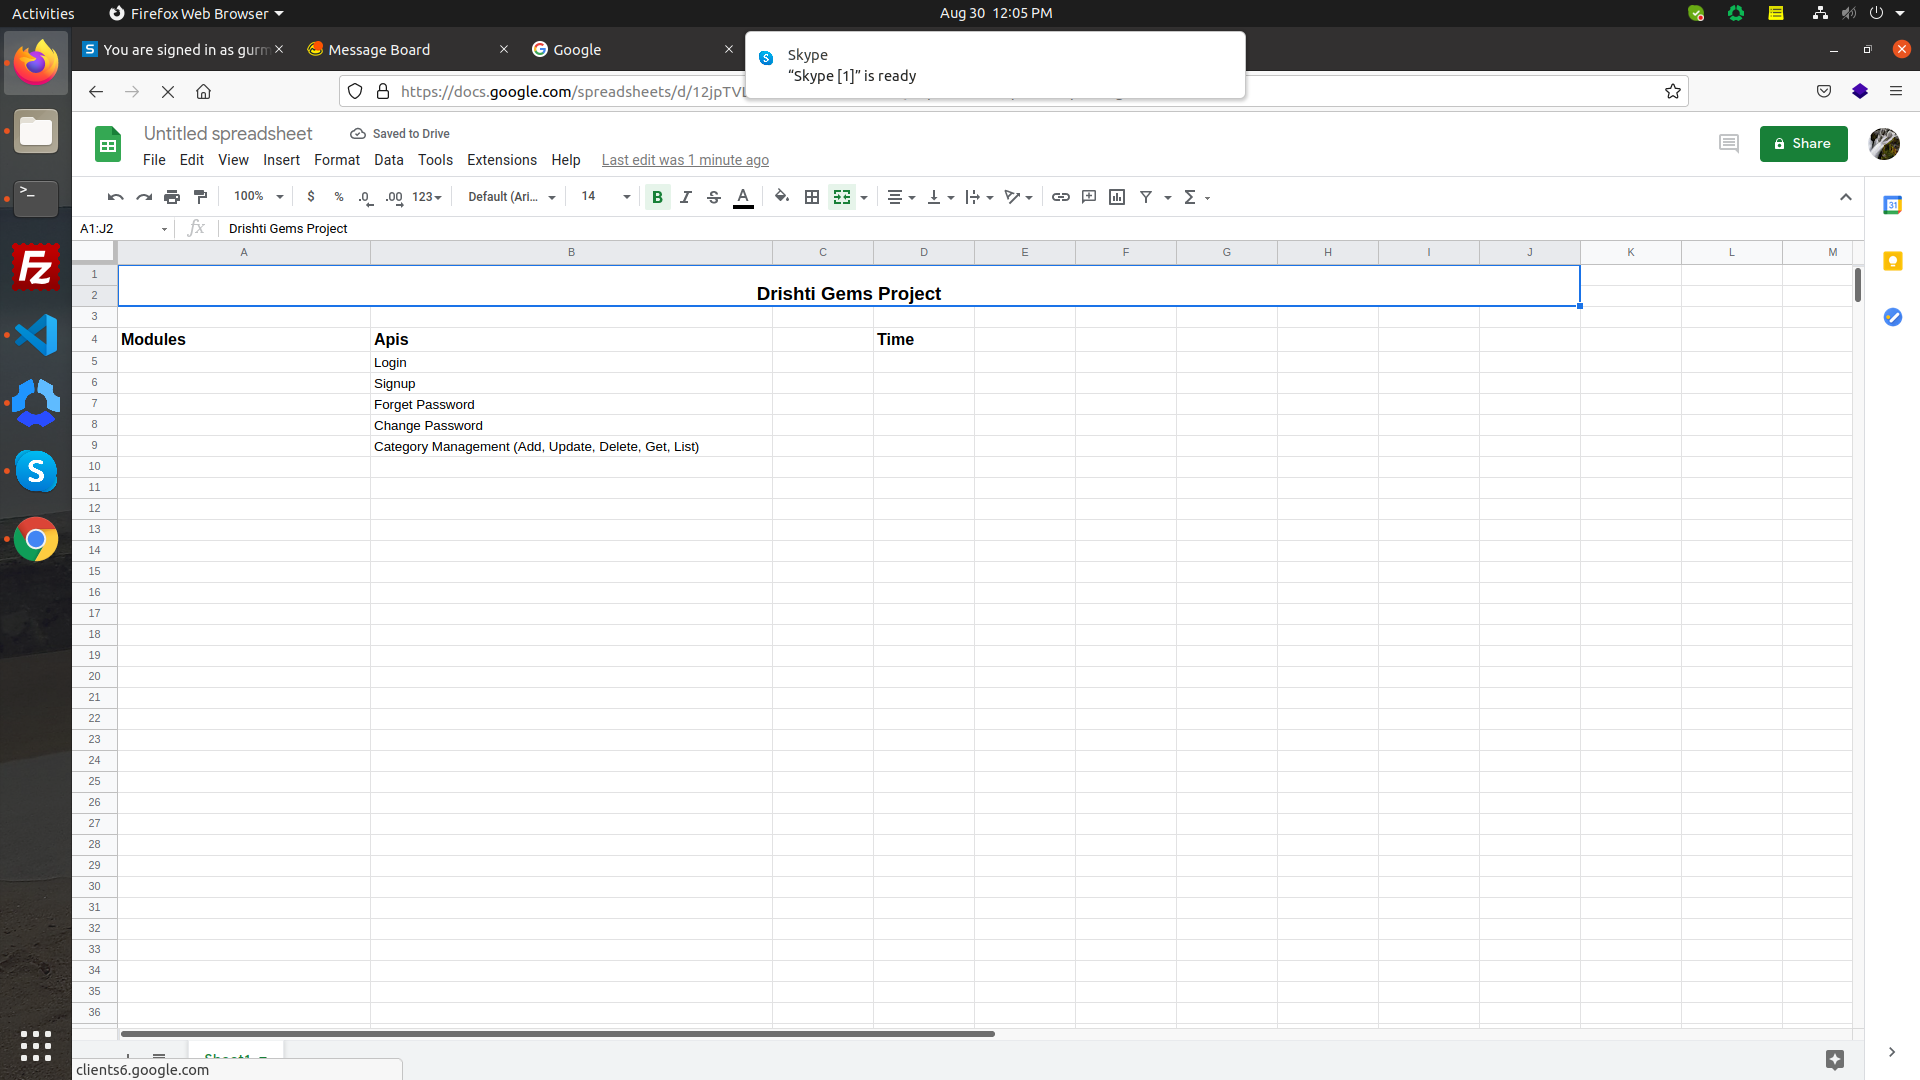 Activities Firefox Web Browser Aug 30 12:05 PM
You are signed in as gurm Message Board Google
Skype
“Skype [1]” is ready
https://docs.google.com/spreadsheets/d/12jpTVL
Untitled spreadsheet Saved to Drive
File Edit View Insert Format Data Tools Extensions Help Last edit was 1 minute ago Share
100% $ % .0 .00 123 Default (Ari... 14 B I S A Σ 31
A1:J2 fx Drishti Gems Project
A B C D E F G H I J K L M
1
2 Drishti Gems Project
3
4 Modules Apis Time
5 Login
6 Signup
7 Forget Password
8 Change Password
9 Category Management (Add, Update, Delete, Get, List)
10
11
12
13
14
15
16
17
18
19
20
21
22
23
24
25
26
27
28
29
30
31
32
33
34
35
36
Sheet1
clients6.google.com